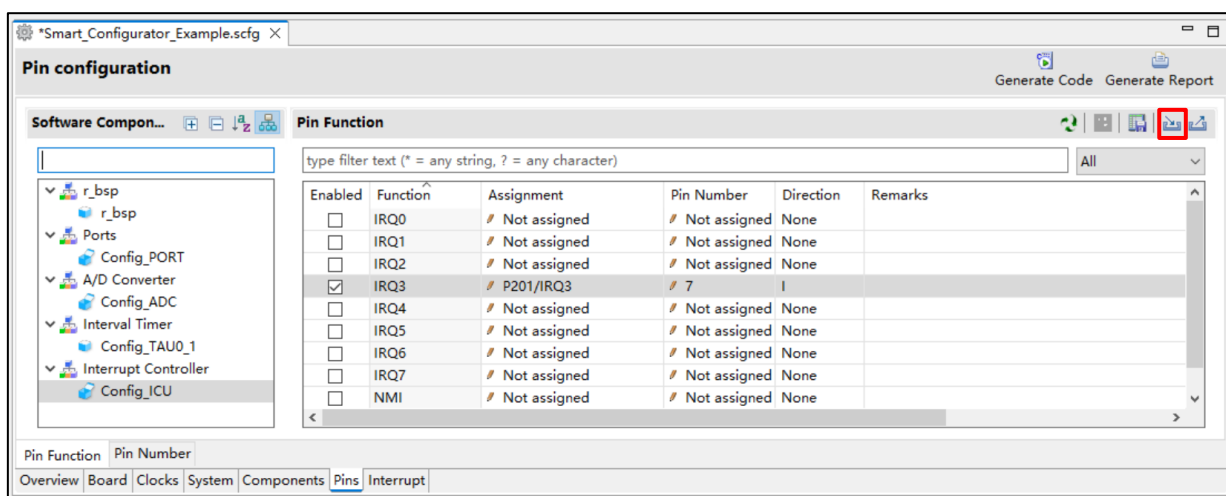 *Smart_Configurator_Example.scfg
Pin configuration
Generate Code Generate Report
Software Compon...
Pin Function
type filter text (* = any string, ? = any character)
All
r_bsp
r_bsp
Ports
Config_PORT
A/D Converter
Config_ADC
Interval Timer
Config_TAU0_1
Interrupt Controller
Config_ICU
Enabled Function Assignment Pin Number Direction Remarks
IRQ0 Not assigned Not assigned None
IRQ1 Not assigned Not assigned None
IRQ2 Not assigned Not assigned None
IRQ3 P201/IRQ3 7 I
IRQ4 Not assigned Not assigned None
IRQ5 Not assigned Not assigned None
IRQ6 Not assigned Not assigned None
IRQ7 Not assigned Not assigned None
NMI Not assigned Not assigned None
Pin Function Pin Number
Overview Board Clocks System Components Pins Interrupt